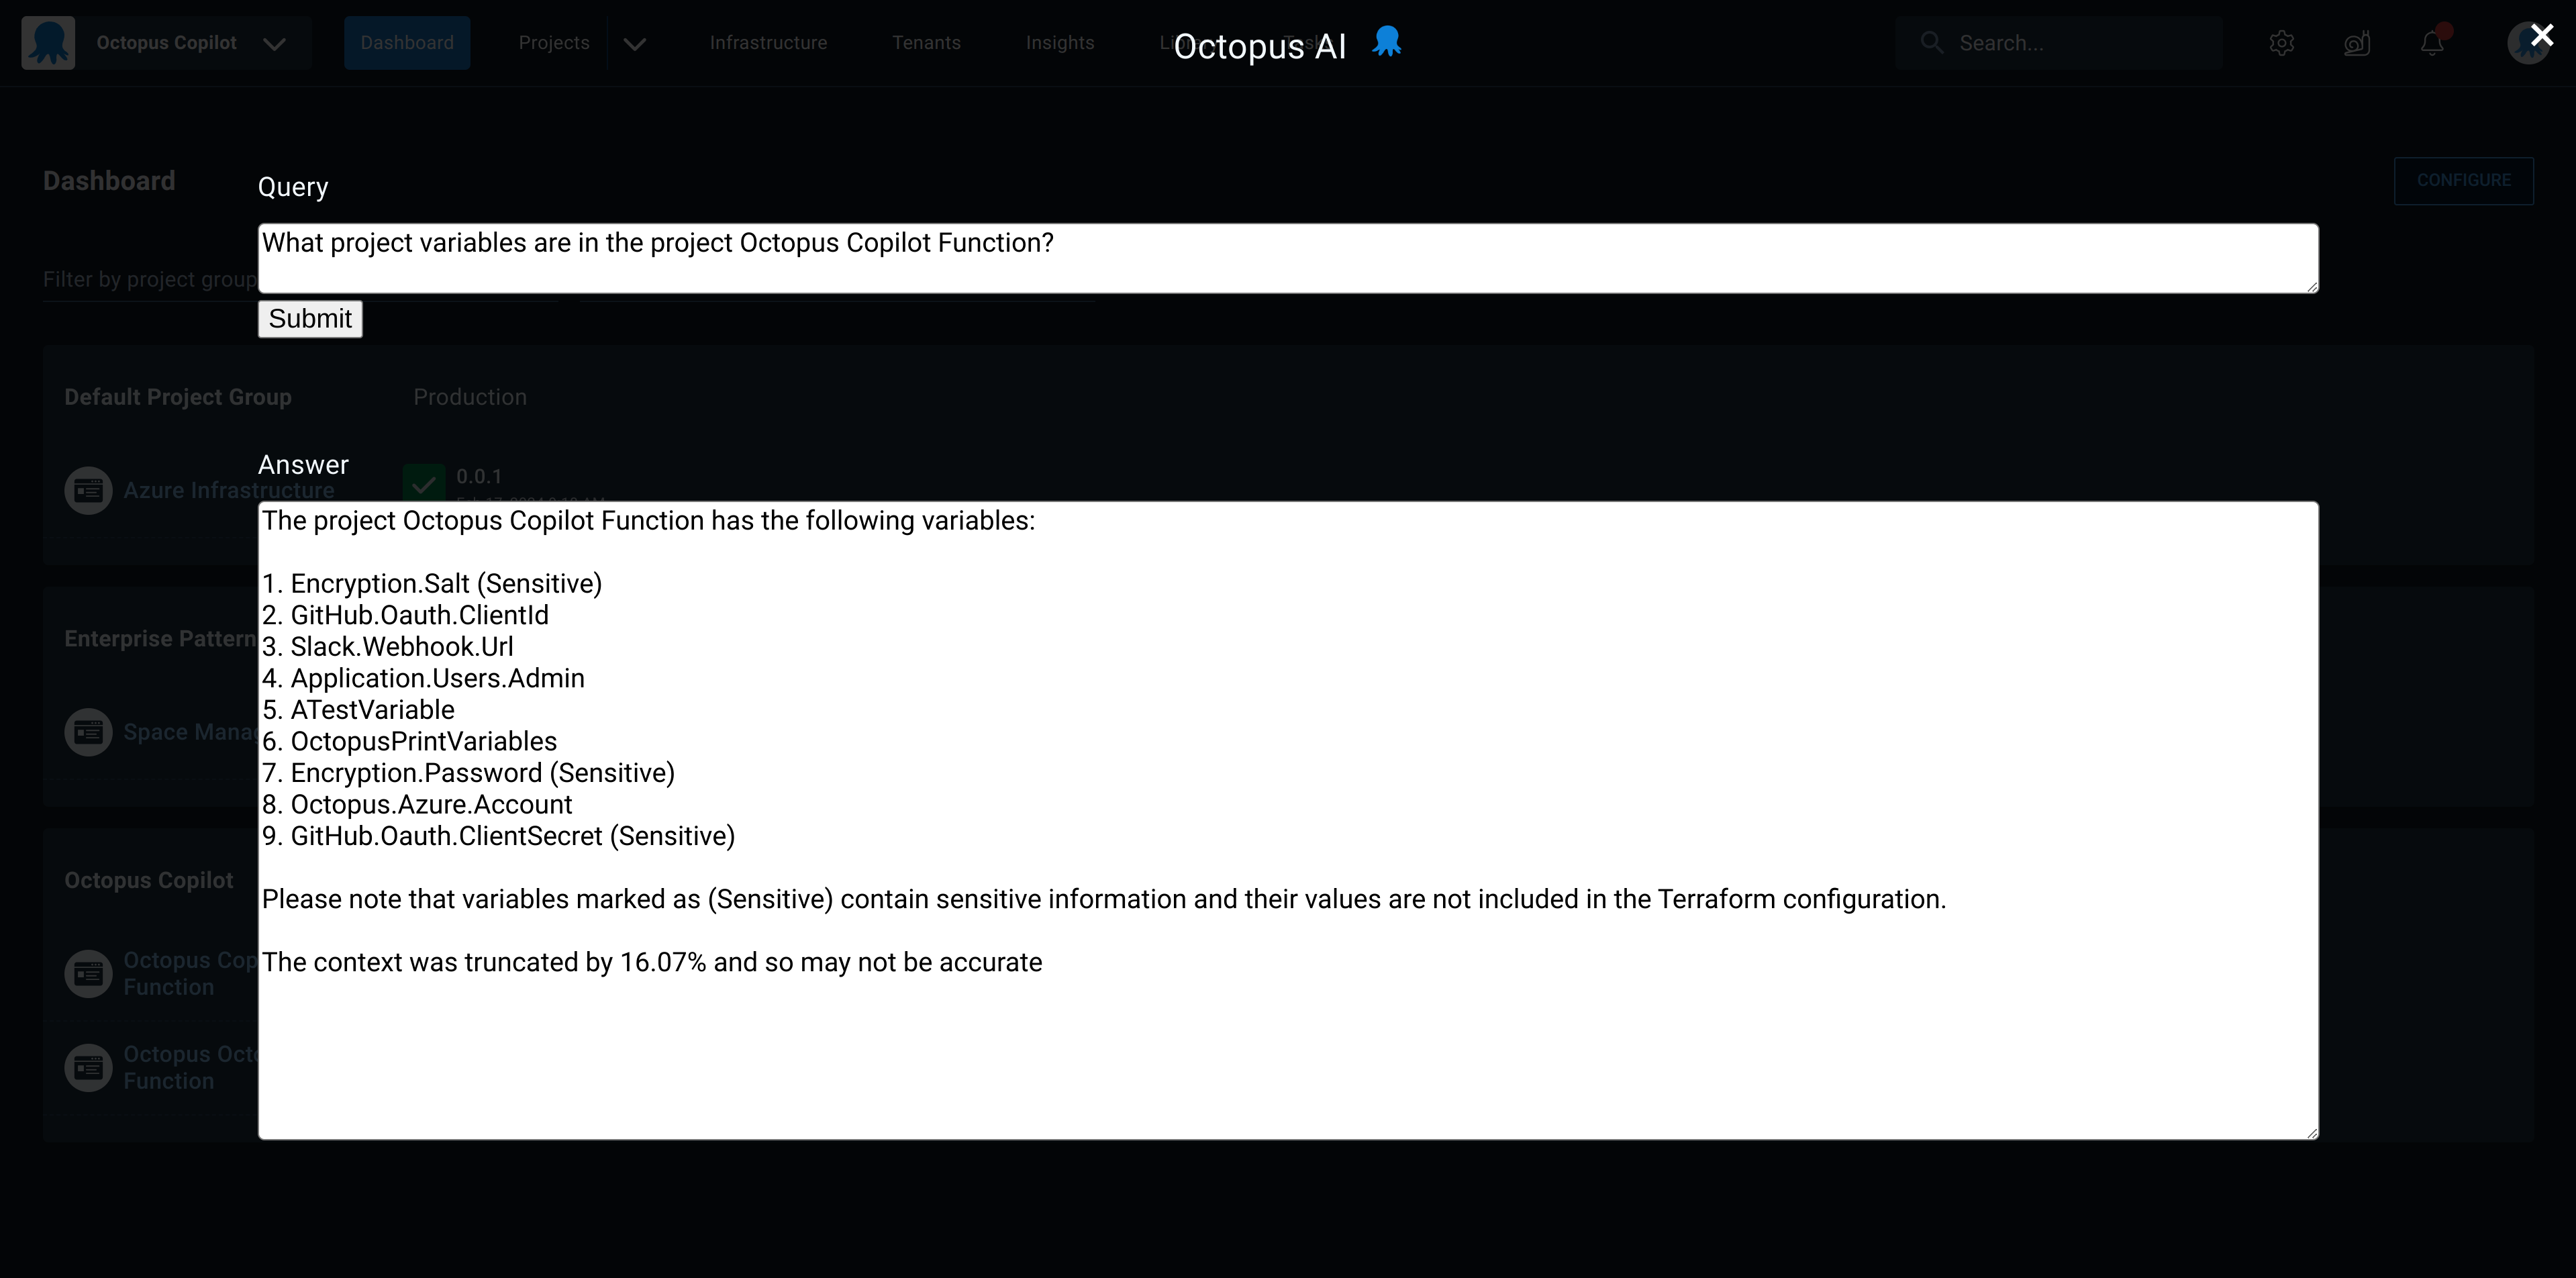 Octopus Copilot
Dashboard
Projects
Infrastructure
Tenants
Insights
Octopus AI
Search...
Dashboard
CONFIGURE
Query
What project variables are in the project Octopus Copilot Function?
Filter by project group
Submit
Default Project Group
Production
Answer
Azure Infrastructure
0.0.1
The project Octopus Copilot Function has the following variables:
1. Encryption.Salt (Sensitive)
2. GitHub.Oauth.ClientId
3. Slack.Webhook.Url
4. Application.Users.Admin
5. ATestVariable
6. OctopusPrintVariables
7. Encryption.Password (Sensitive)
8. Octopus.Azure.Account
9. GitHub.Oauth.ClientSecret (Sensitive)
Please note that variables marked as (Sensitive) contain sensitive information and their values are not included in the Terraform configuration.
The context was truncated by 16.07% and so may not be accurate
Enterprise Pattern
Space Manag
Octopus Copilot
Octopus Cop
Function
Octopus Octo
Function